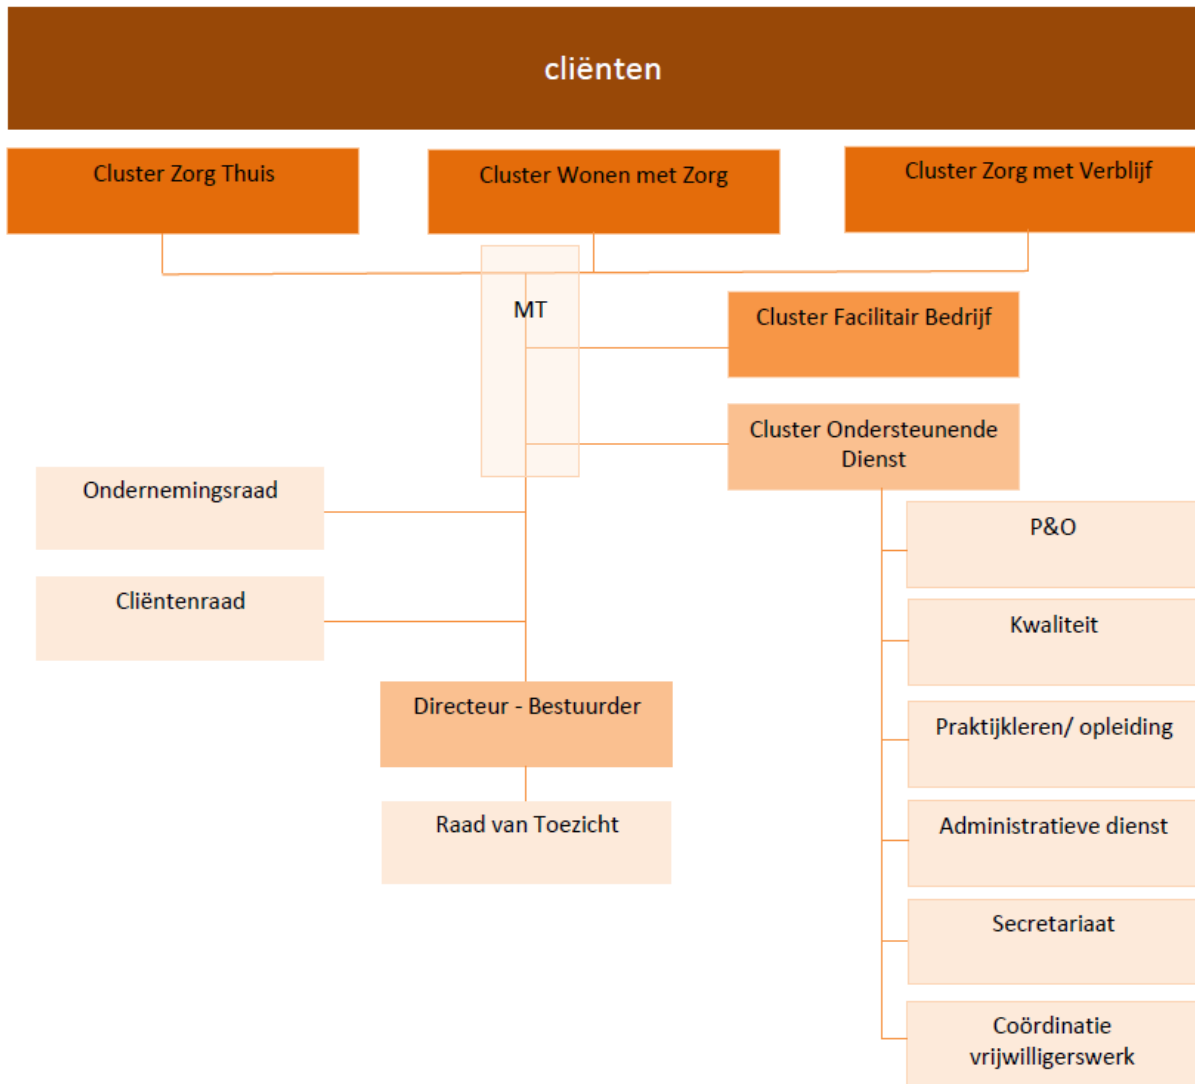 cliënten
Cluster Zorg Thuis
Cluster Wonen met Zorg
Cluster Zorg met Verblijf
MT
Cluster Facilitair Bedrijf
Cluster Ondersteunende
Dienst
Ondernemingsraad
Cliëntenraad
P&O
Kwaliteit
Praktijkleren/ opleiding
Administratieve dienst
Secretariaat
Coördinatie
vrijwilligerswerk
Directeur - Bestuurder
Raad van Toezicht